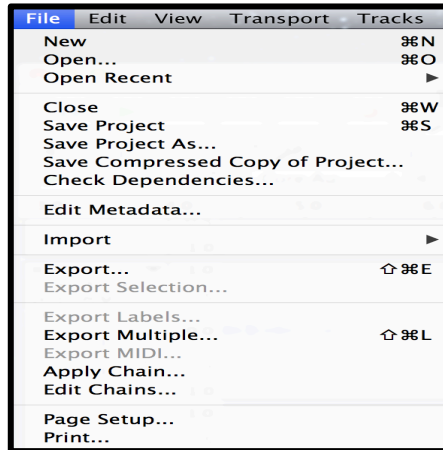 File Edit View Transport Tracks
New ⌘N
Open... ⌘O
Open Recent ▶
Close ⌘W
Save Project ⌘S
Save Project As...
Save Compressed Copy of Project...
Check Dependencies...
Edit Metadata...
Import ▶
Export... ⇧⌘E
Export Selection...
Export Labels...
Export Multiple... ⇧⌘L
Export MIDI...
Apply Chain...
Edit Chains...
Page Setup...
Print...